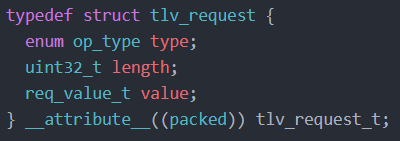 typedef struct tlv_request {
  enum op_type type;
  uint32_t length;
  req_value_t value;
} __attribute__((packed)) tlv_request_t;